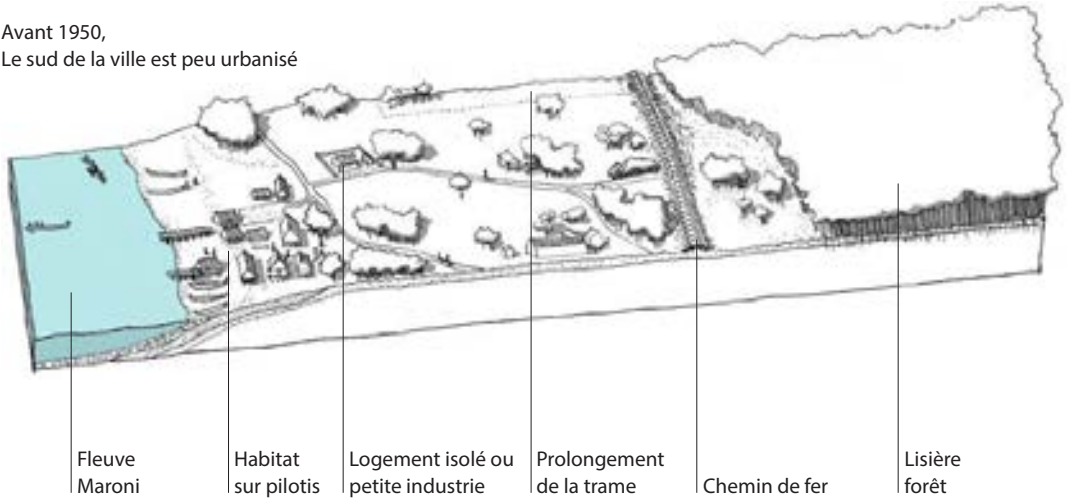 Avant 1950,
Le sud de la ville est peu urbanisé
Fleuve
Maroni
Habitat
sur pilotis
Logement isolé ou
petite industrie
Prolongement
de la trame
Chemin de fer
Lisière
forêt